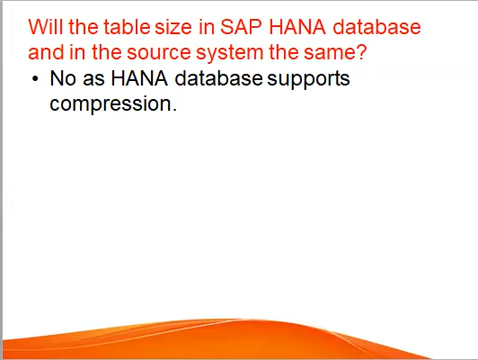 Will the table size in SAP HANA database
and in the source system the same?
• No as HANA database supports
compression.